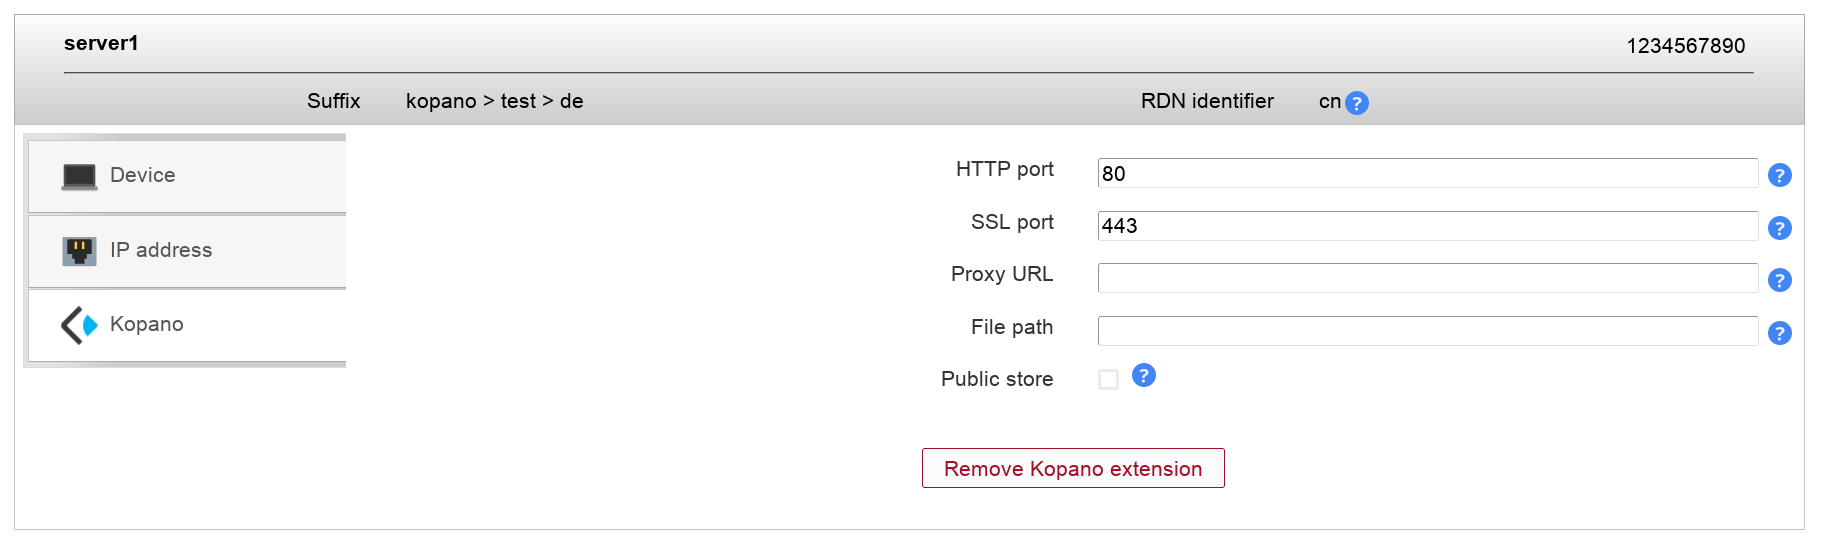 server1
1234567890
Suffix kopano > test > de RDN identifier cn ?
Device
IP address
Kopano
HTTP port 80 ?
SSL port 443 ?
Proxy URL ?
File path ?
Public store ?
Remove Kopano extension